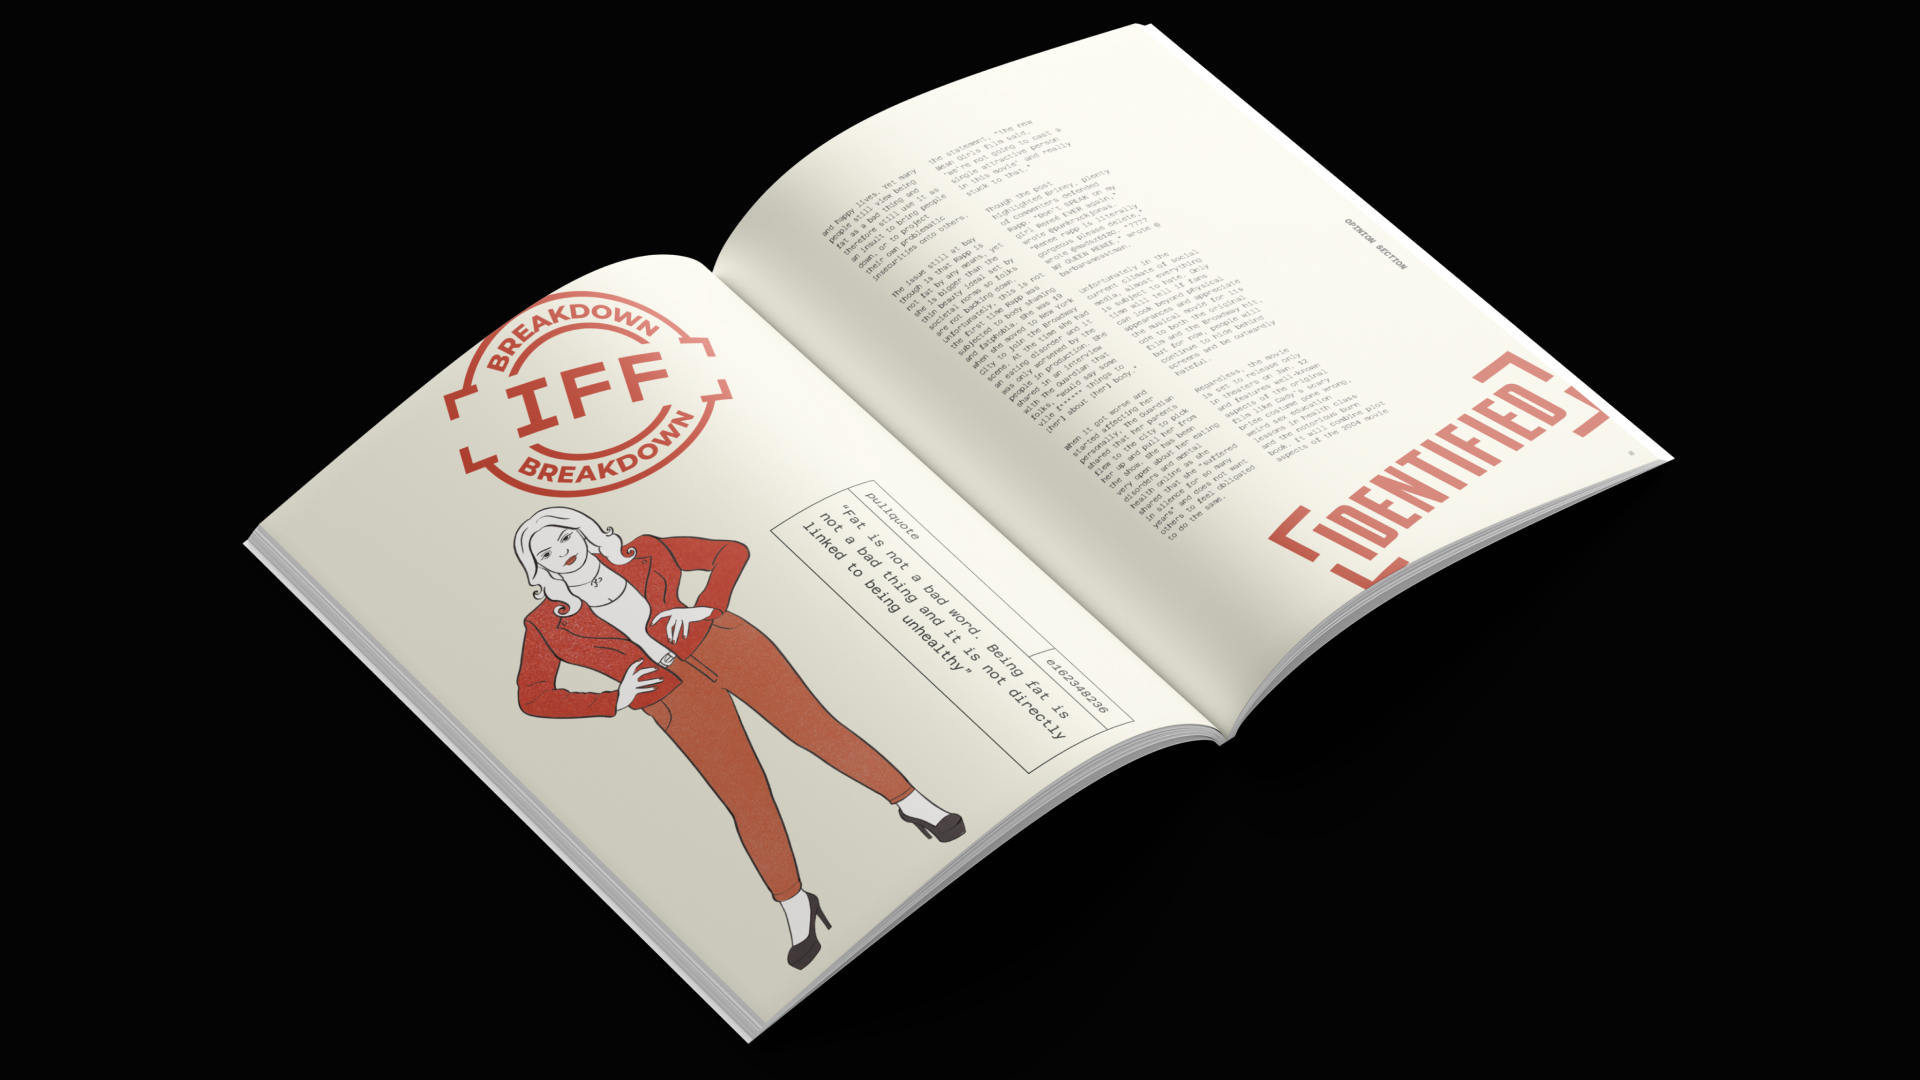 BREAKDOWN
IFF
BREAKDOWN
pullquote
e162348236
“Fat is not a bad word. Being fat is
not a bad thing and it is not directly
linked to being unhealthy”
and happy lives. Yet many
people still view being
fat as a bad thing and
therefore still use it as
an insult to bring people
down, or to project
their own problematic
insecurities onto others.
The issue still at bay
though is that Rapp is
not fat by any means, yet
she is bigger than the
thin beauty ideal set by
societal norms so folks
are not backing down.
Unfortunately, this is not
the first time Rapp was
subjected to body shaming
and fatphobia. She was 19
when she moved to New York
City to join the Broadway
scene. At the time she had
an eating disorder and it
was only worsened by the
people in production. She
shared in an interview
with The Guardian that
folks, "would say some
vile f****** things to
[her] about [her] body."
When it got worse and
started affecting her
personally, The Guardian
shared that her parents
flew to the city to pick
her up and pull her from
the show. She has been
very open about her eating
disorders and mental
health online as she
shared that she "suffered
in silence for so many
years" and does not want
others to feel obligated
to do the same.
the statement, "the new
Mean Girls film said,
'we're not going to cast a
single attractive person
in this movie' and really
stuck to that."
Though the post
highlighted Briney, plenty
of commenters defended
Rapp. "Don't SPEAK on my
girl Reneé EVER again,"
wrote @punkrxckjonas.
"Renee rapp is literally
gorgeous please delete,"
wrote
MY QUEEN RENEE," wrote @
barbarameastman.
Unfortunately in the
current climate of social
media, almost everything
is subject to hate. Only
time will tell if fans
can look beyond physical
appearances and appreciate
the musical movie for its
ode to both the original
film and the Broadway hit,
but for now, people will
continue to hide behind
screens and be outwardly
hateful.
Regardless, the movie
is set to release only
in theaters on Jan. 12
and features well-known
aspects of the original
film like Cady's scary
bride costume gone wrong,
weird sex education
lessons in health class
and the notorious burn
book. It will combine plot
aspects of the 2004 movie
OPINION SECTION
IDENTIFIED